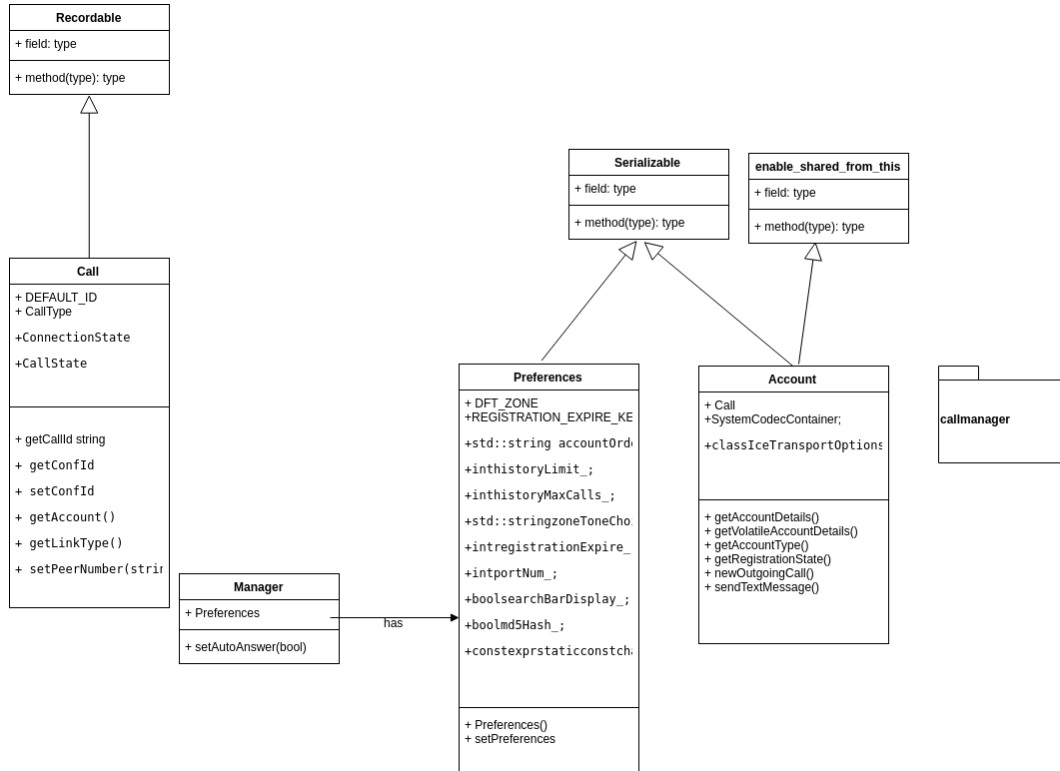 Recordable
+ field: type
+ method(type): type
Serializable
+ field: type
+ method(type): type
enable_shared_from_this
+ field: type
+ method(type): type
Call
+ DEFAULT_ID
+ CallType
+ConnectionState
+CallState
+ getCallId string
+ getConfId
+ setConfId
+ getAccount()
+ getLinkType()
+ setPeerNumber(strin
Manager
+ Preferences
+ setAutoAnswer(bool)
has
Preferences
+ DFT_ZONE
+REGISTRATION_EXPIRE_KE
+std::string accountOrd
+inthistoryLimit_;
+inthistoryMaxCalls_;
+std::stringzoneToneChoi
+intregistrationExpire_
+intportNum_;
+boolsearchBarDisplay_;
+boolmd5Hash_;
+constexprstaticconstcha
+ Preferences()
+ setPreferences
Account
+ Call
+SystemCodecContainer;
+classIceTransportOptions
+ getAccountDetails()
+ getVolatileAccountDetails()
+ getAccountType()
+ getRegistrationState()
+ newOutgoingCall()
+ sendTextMessage()
callmanager